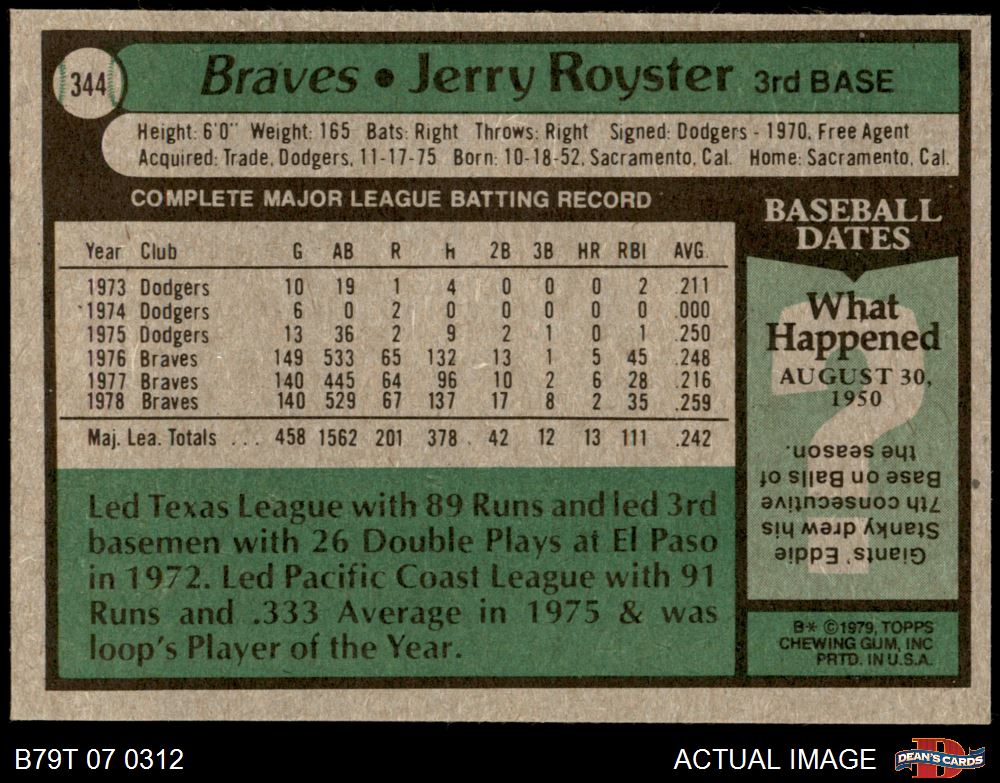 344
Braves • Jerry Royster 3rd BASE
Height: 6'0" Weight: 165 Bats: Right Throws: Right Signed: Dodgers - 1970, Free Agent
Acquired: Trade, Dodgers, 11-17-75 Born: 10-18-52, Sacramento, Cal. Home: Sacramento, Cal.
COMPLETE MAJOR LEAGUE BATTING RECORD
Year Club G AB R H 2B 3B HR RBI AVG.
1973 Dodgers 10 19 1 4 0 0 0 2 .211
1974 Dodgers 6 0 2 0 0 0 0 0 .000
1975 Dodgers 13 36 2 9 2 1 0 1 .250
1976 Braves 149 533 65 132 13 1 5 45 .248
1977 Braves 140 445 64 96 10 2 6 28 .216
1978 Braves 140 529 67 137 17 8 2 35 .259
Maj. Lea. Totals ... 458 1562 201 378 42 12 13 111 .242
Led Texas League with 89 Runs and led 3rd
basemen with 26 Double Plays at El Paso
in 1972. Led Pacific Coast League with 91
Runs and .333 Average in 1975 & was
loop's Player of the Year.
BASEBALL
DATES
What
Happened
AUGUST 30,
1950
?
Giants' Eddie
Stanky drew his
7th consecutive
Base on Balls of
the season.
B* ©1979, TOPPS
CHEWING GUM, INC
PRTD. IN U.S.A.
B79T 07 0312
ACTUAL IMAGE
D
DEAN'S CARDS